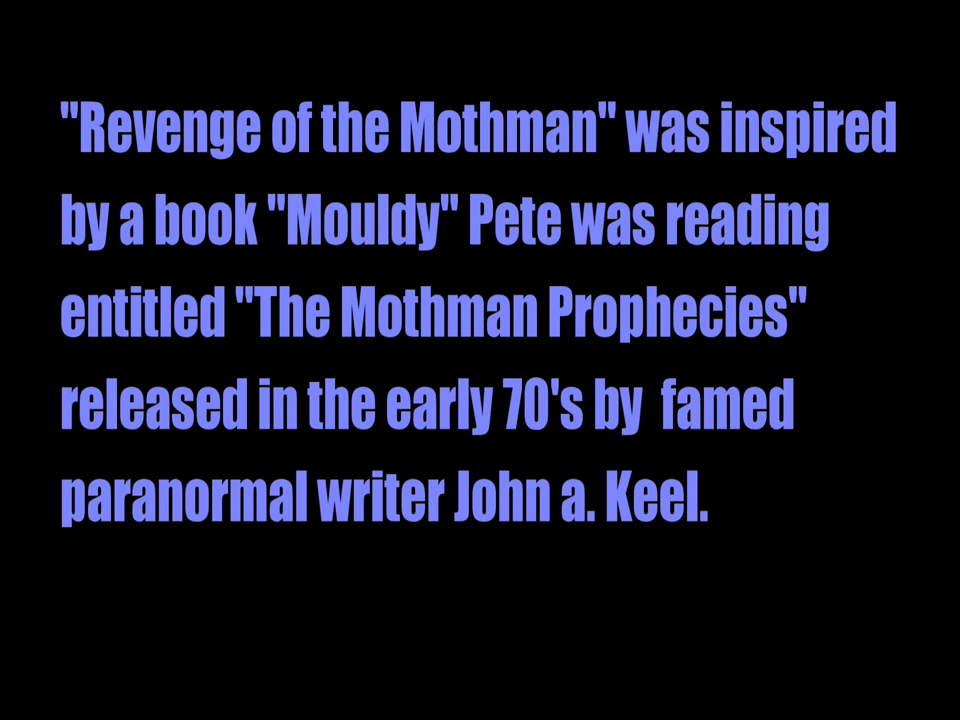 "Revenge of the Mothman" was inspired
by a book "Mouldy" Pete was reading
entitled "The Mothman Prophecies"
released in the early 70's by  famed
paranormal writer John a. Keel.